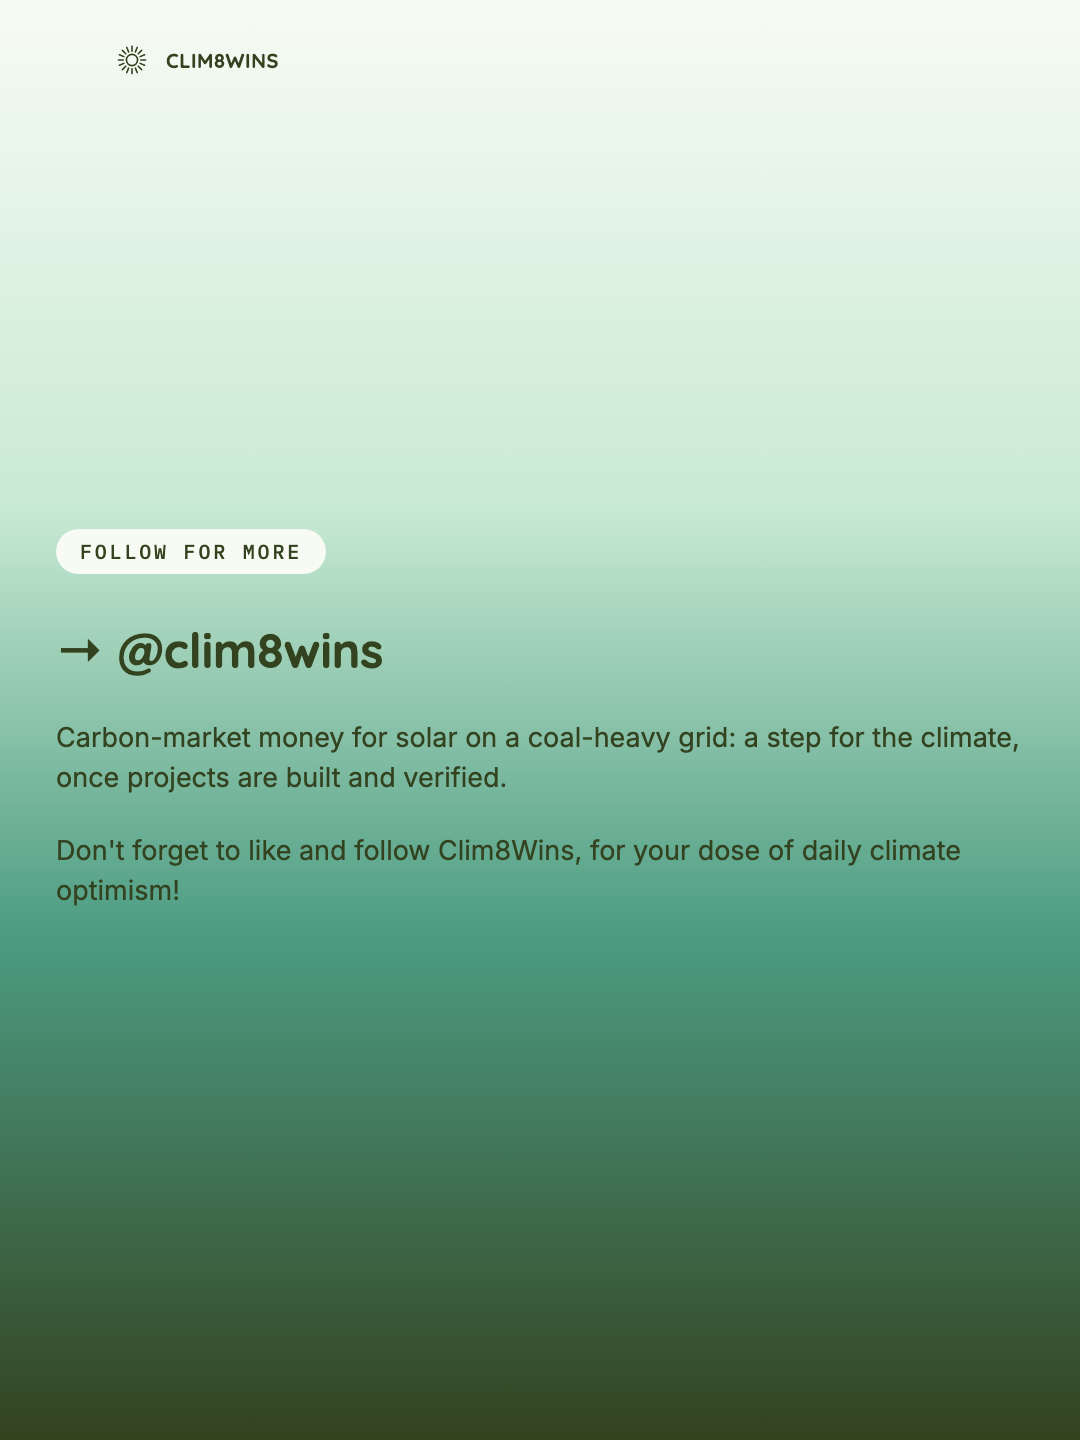 CLIM8WINS
FOLLOW FOR MORE
→ @clim8wins
Carbon-market money for solar on a coal-heavy grid: a step for the climate,
once projects are built and verified.
Don't forget to like and follow Clim8Wins, for your dose of daily climate
optimism!